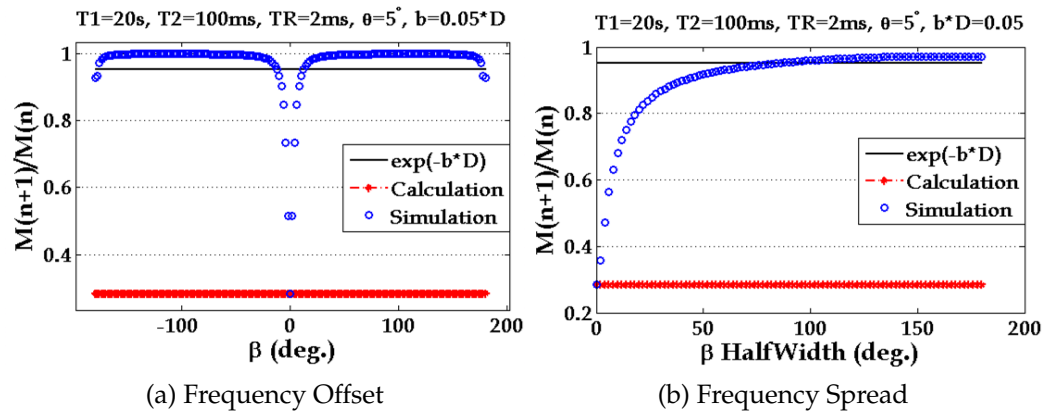 T1=20s, T2=100ms, TR=2ms, θ=5°, b=0.05*D
M(n+1)/M(n)
1
0.8
0.6
0.4
exp(-b*D)
Calculation
Simulation
-100
0
100
200
β (deg.)
(a) Frequency Offset
T1=20s, T2=100ms, TR=2ms, θ=5°, b*D=0.05
M(n+1)/M(n)
1
0.8
0.6
0.4
0.2
exp(-b*D)
Calculation
Simulation
0
50
100
150
200
β HalfWidth (deg.)
(b) Frequency Spread